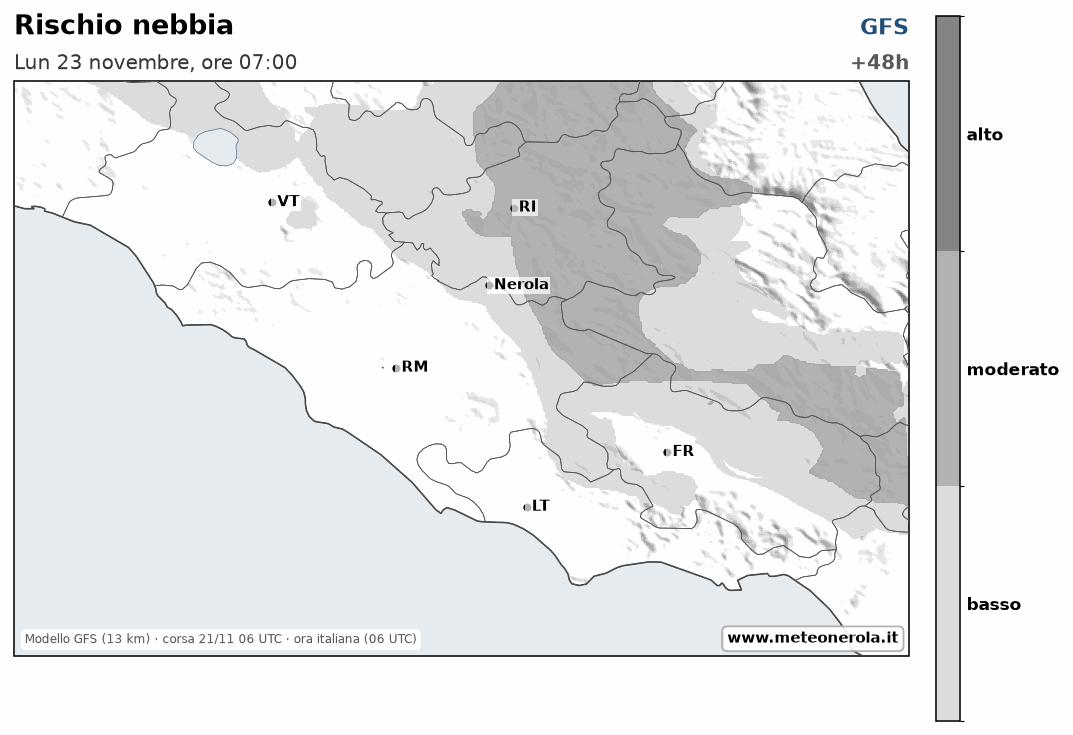 Rischio nebbia
GFS
Lun 23 novembre, ore 07:00
+48h
alto
VT
RI
Nerola
RM
moderato
FR
LT
basso
Modello GFS (13 km) · corsa 21/11 06 UTC · ora italiana (06 UTC)
www.meteonerola.it